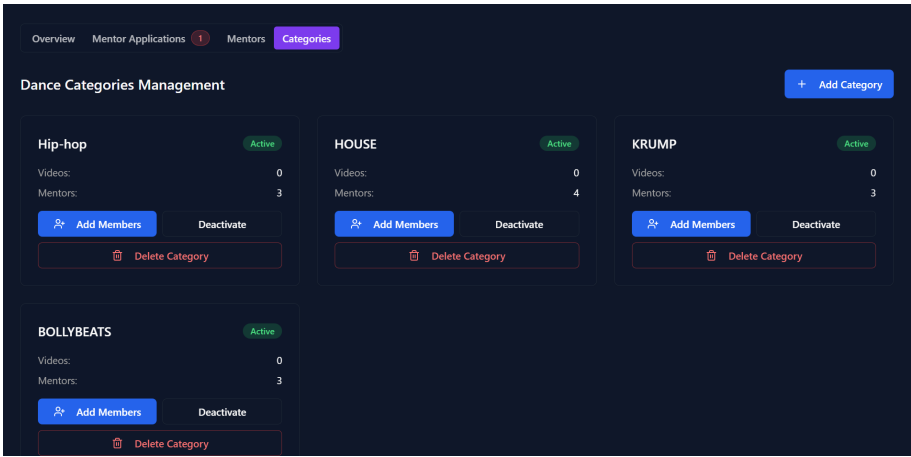 Overview Mentor Applications 1 Mentors Categories
Dance Categories Management + Add Category
Hip-hop Active
Videos: 0
Mentors: 3
Add Members Deactivate
Delete Category
HOUSE Active
Videos: 0
Mentors: 4
Add Members Deactivate
Delete Category
KRUMP Active
Videos: 0
Mentors: 3
Add Members Deactivate
Delete Category
BOLLYBEATS Active
Videos: 0
Mentors: 3
Add Members Deactivate
Delete Category